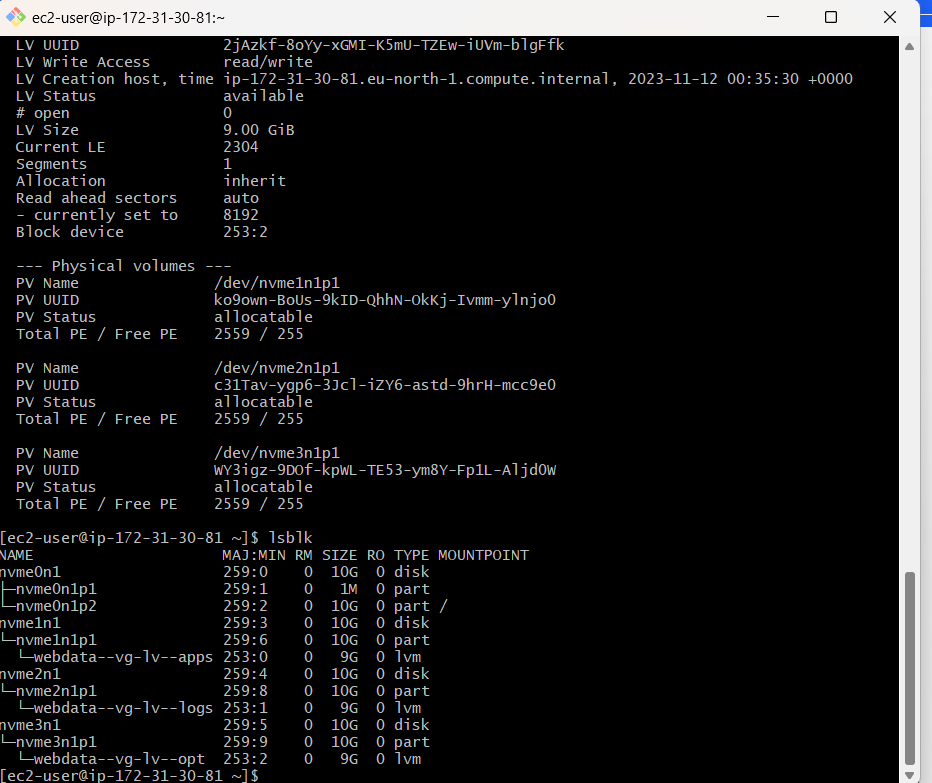 ec2-user@ip-172-31-30-81:~
LV UUID                2jAzkf-8oYy-xGMI-K5mU-TZEw-iUVm-blgFfk
LV Write Access        read/write
LV Creation host, time ip-172-31-30-81.eu-north-1.compute.internal, 2023-11-12 00:35:30 +0000
LV Status              available
# open                 0
LV Size                9.00 GiB
Current LE             2304
Segments               1
Allocation             inherit
Read ahead sectors     auto
- currently set to     8192
Block device           253:2
--- Physical volumes ---
PV Name               /dev/nvme1n1p1
PV UUID               ko9own-BoUs-9kID-QhhN-OkKj-Ivmm-ylnjoO
PV Status             allocatable
Total PE / Free PE    2559 / 255
PV Name               /dev/nvme2n1p1
PV UUID               c31Tav-ygp6-3Jcl-iZY6-astd-9hrH-mcc9eO
PV Status             allocatable
Total PE / Free PE    2559 / 255
PV Name               /dev/nvme3n1p1
PV UUID               WY3igz-9DOf-kpWL-TE53-ym8Y-Fp1L-AljdOW
PV Status             allocatable
Total PE / Free PE    2559 / 255
[ec2-user@ip-172-31-30-81 ~]$ lsblk
NAME                     MAJ:MIN RM SIZE RO TYPE MOUNTPOINT
nvme0n1                  259:0    0  10G  0 disk
├─nvme0n1p1              259:1    0   1M  0 part
└─nvme0n1p2              259:2    0  10G  0 part /
nvme1n1                  259:3    0  10G  0 disk
└─nvme1n1p1              259:6    0  10G  0 part
  └─webdata--vg-lv--apps 253:0    0   9G  0 lvm
nvme2n1                  259:4    0  10G  0 disk
└─nvme2n1p1              259:8    0  10G  0 part
  └─webdata--vg-lv--logs 253:1    0   9G  0 lvm
nvme3n1                  259:5    0  10G  0 disk
└─nvme3n1p1              259:9    0  10G  0 part
  └─webdata--vg-lv--opt  253:2    0   9G  0 lvm
[ec2-user@ip-172-31-30-81 ~]$